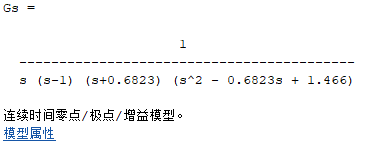 Gs =
1
-------------------------------------------
s (s-1) (s+0.6823) (s^2 - 0.6823s + 1.466)
连续时间零点/极点/增益模型。
模型属性